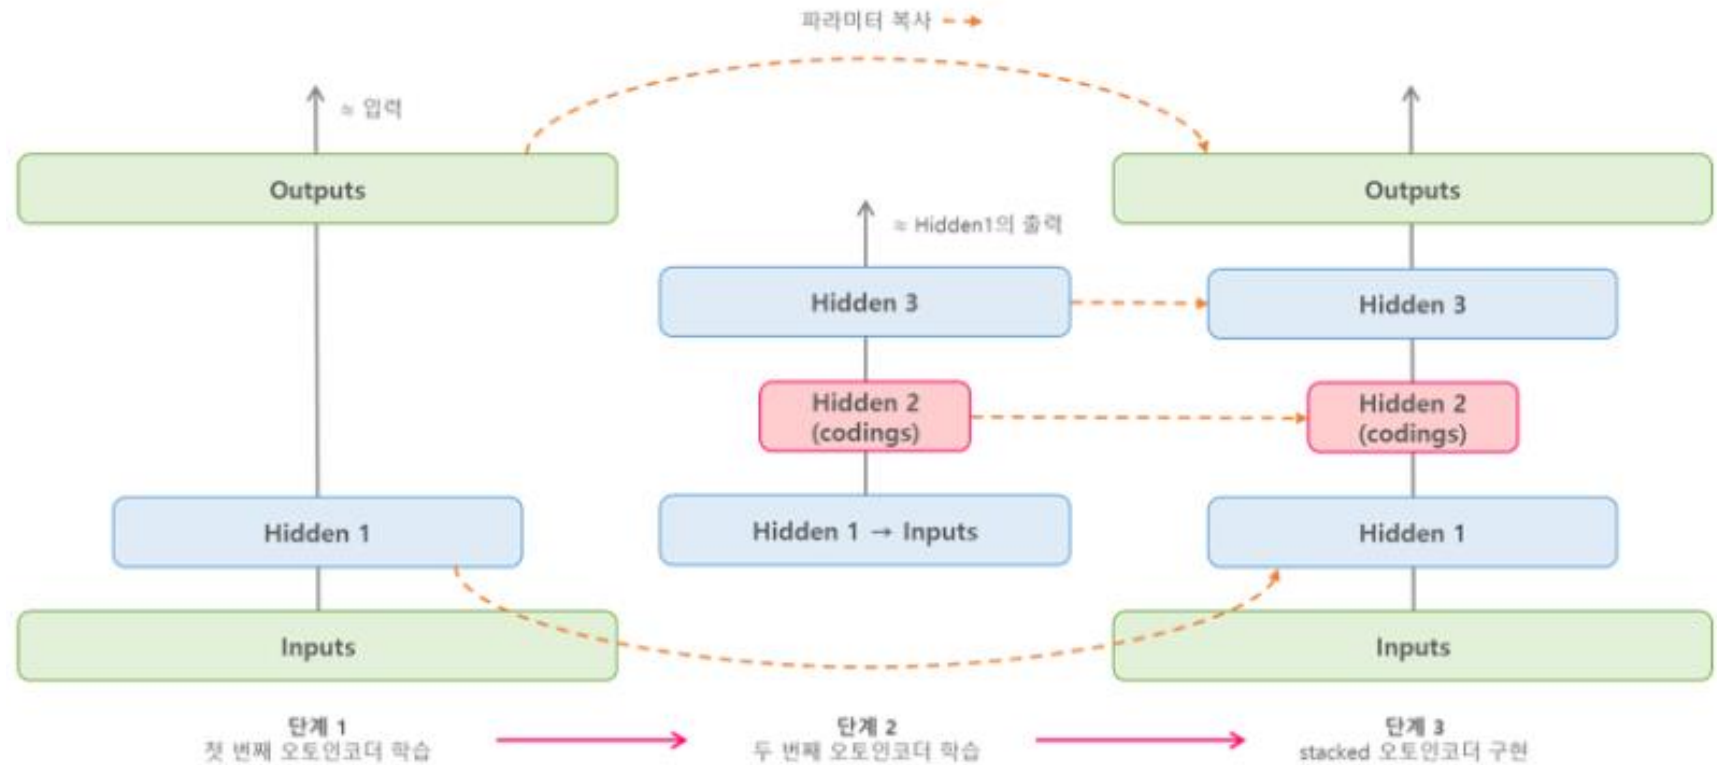 파라미터 복사
≈ 입력
Outputs
Hidden 1
Inputs
단계 1
첫 번째 오토인코더 학습
≈ Hidden1의 출력
Hidden 3
Hidden 2
(codings)
Hidden 1 → Inputs
단계 2
두 번째 오토인코더 학습
Outputs
Hidden 3
Hidden 2
(codings)
Hidden 1
Inputs
단계 3
stacked 오토인코더 구현